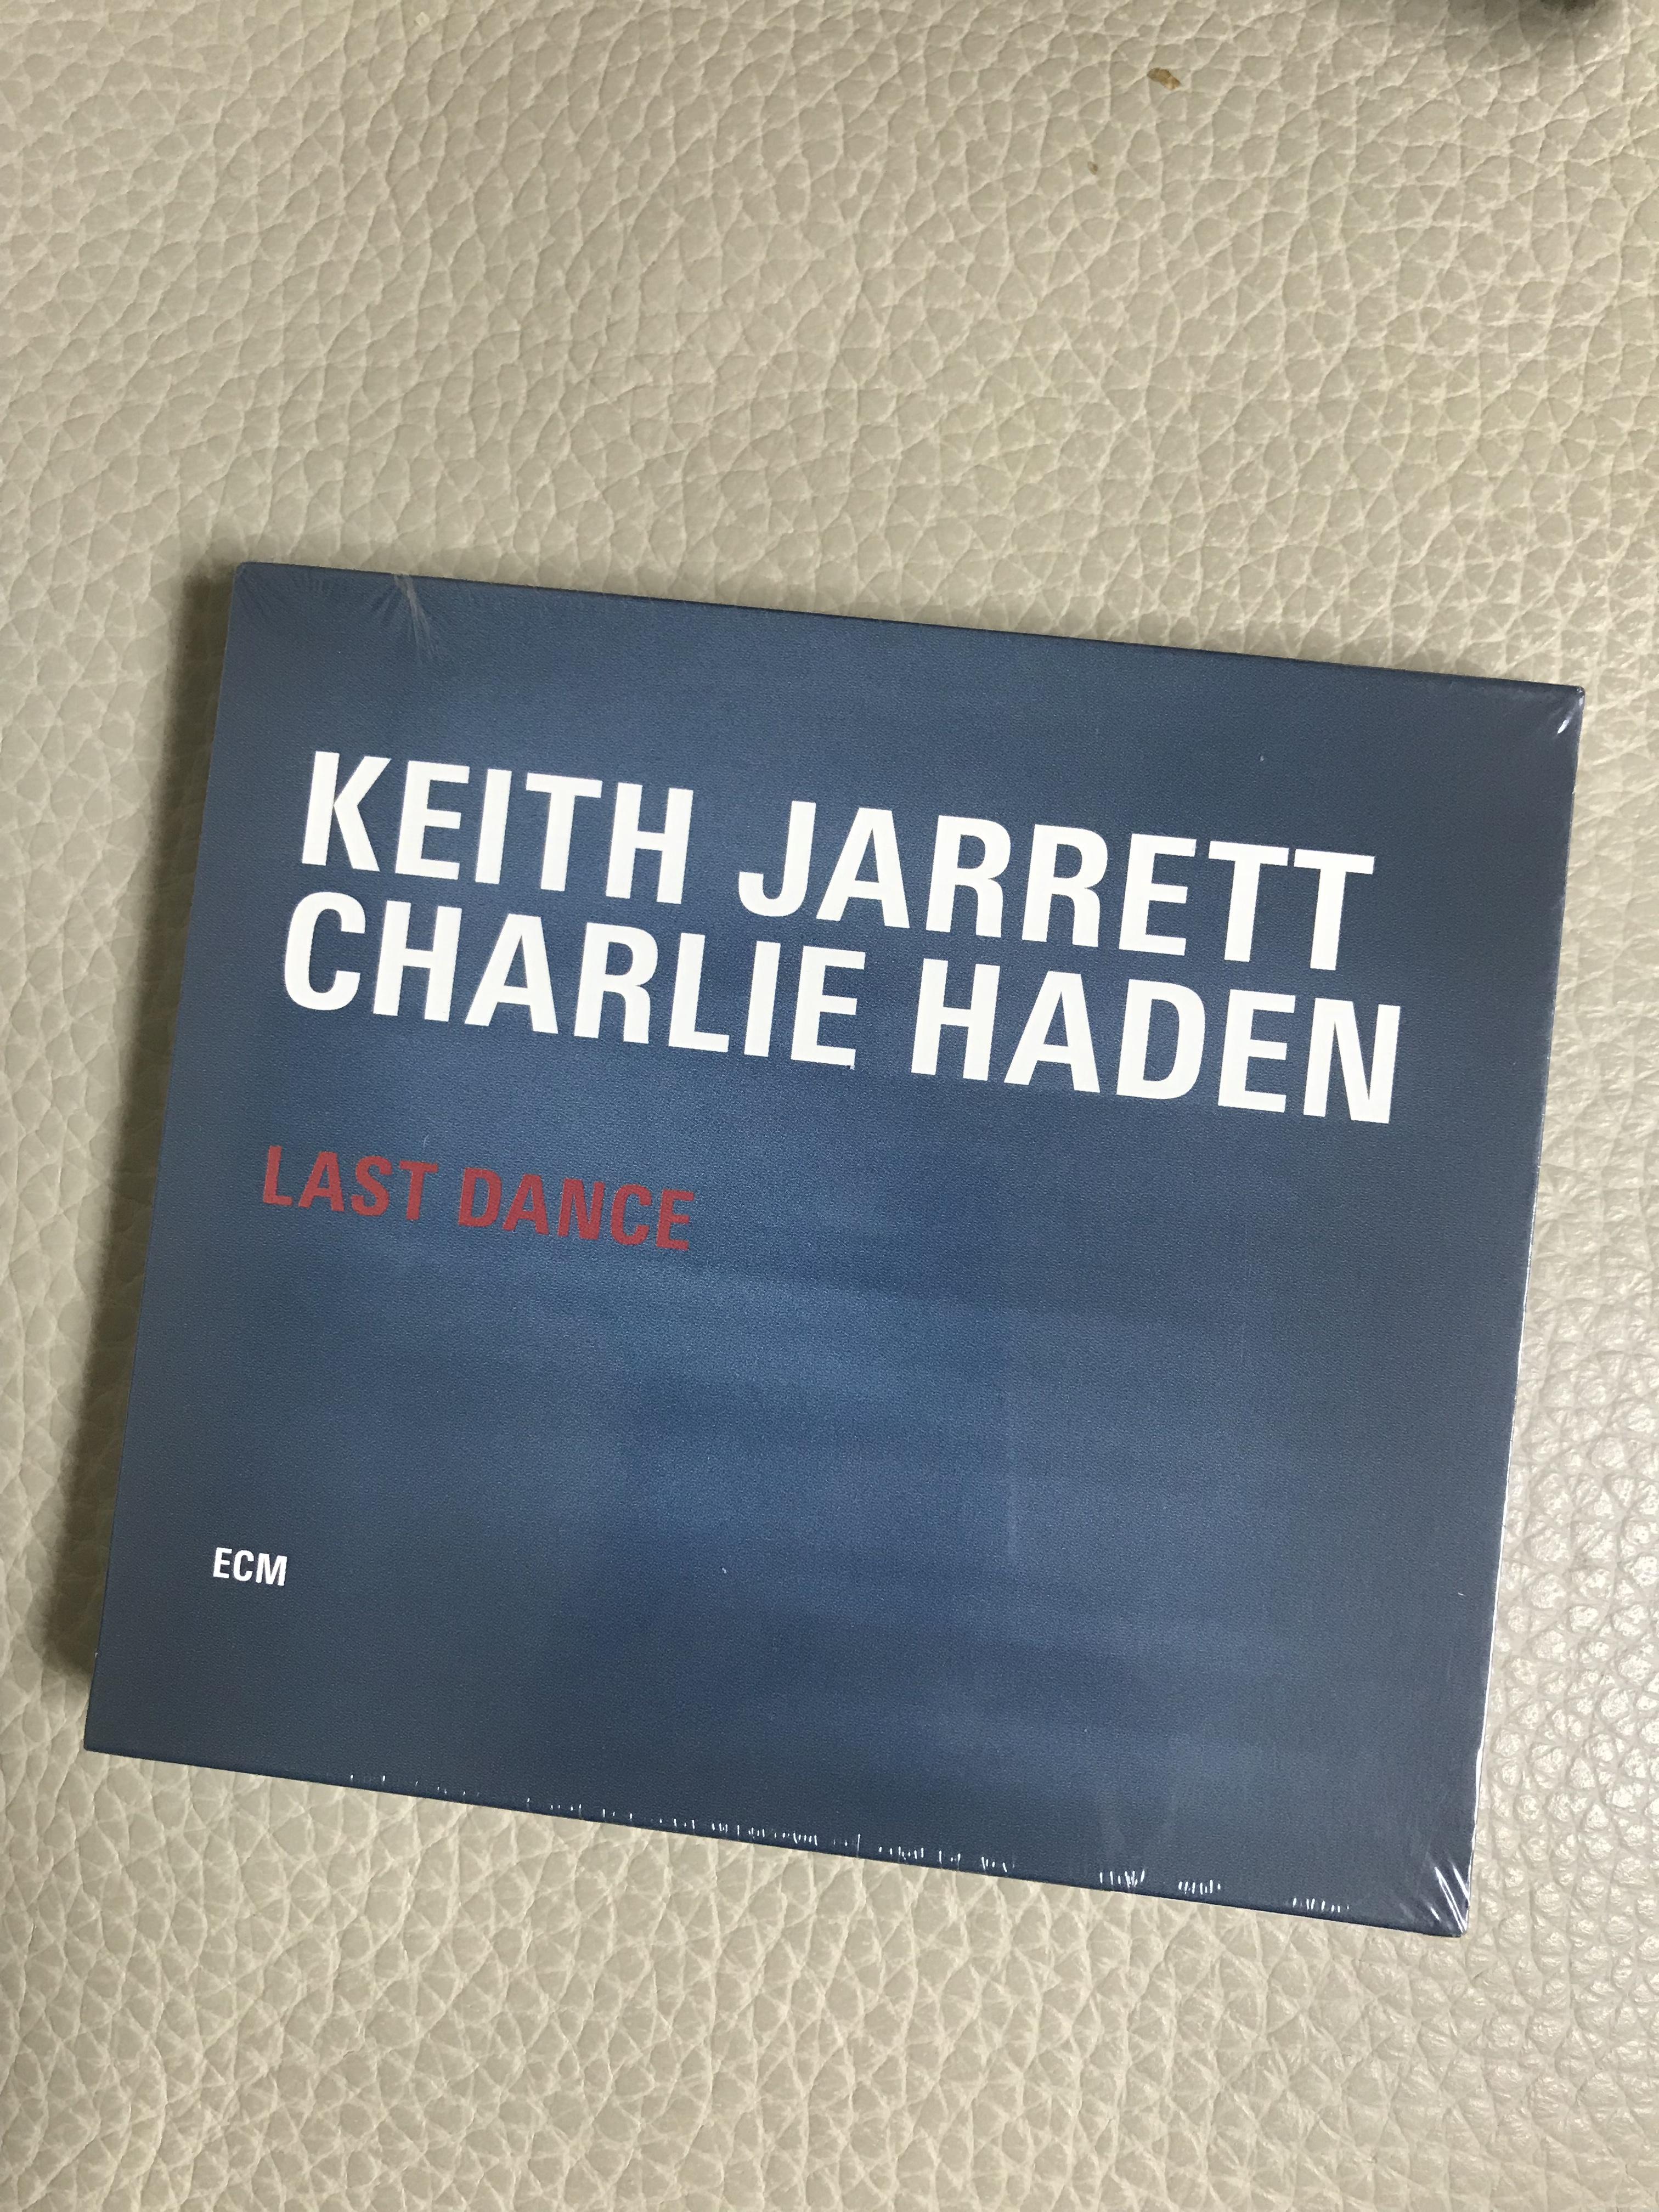 KEITH JARRETT
CHARLIE HADEN
LAST DANCE
ECM